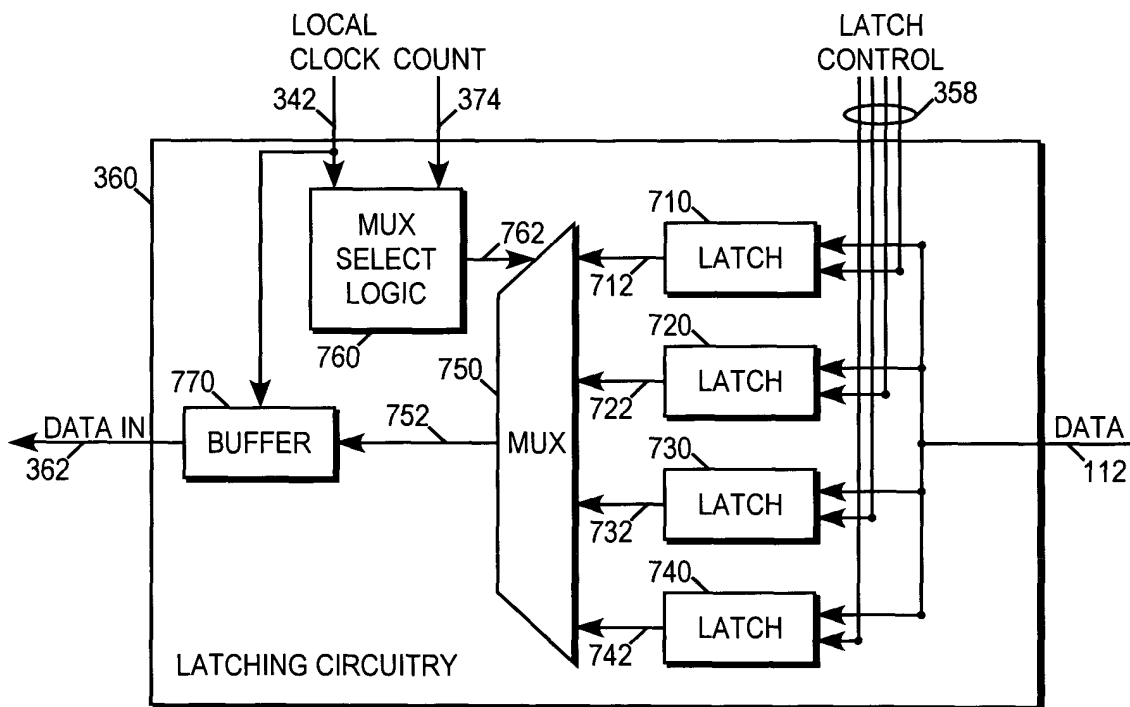 LOCAL
CLOCK COUNT
LATCH
CONTROL
342
374
358
360
MUX
SELECT
LOGIC
760
762
710
LATCH
712
720
LATCH
722
750
MUX
770
BUFFER
752
DATA IN
362
730
LATCH
732
DATA
112
740
LATCH
742
LATCHING CIRCUITRY